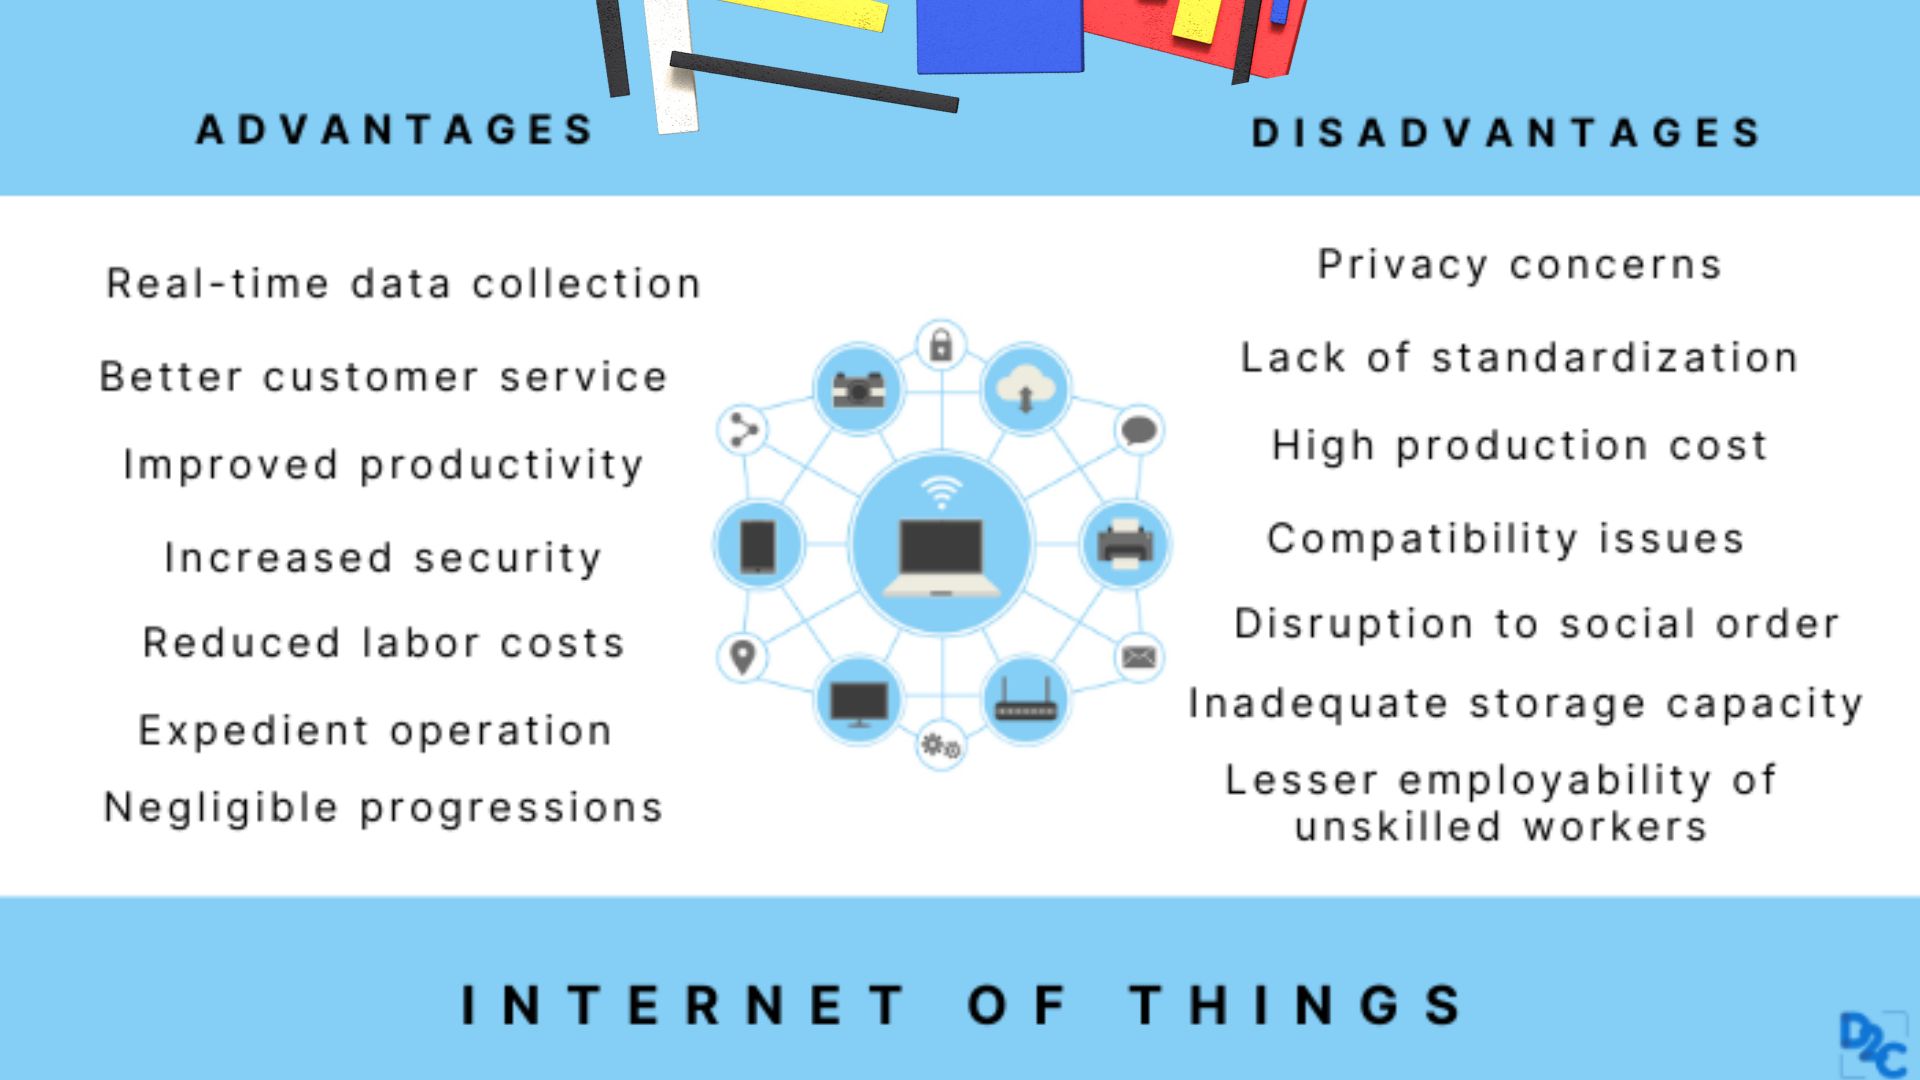 ADVANTAGES
Real-time data collection
Better customer service
Improved productivity
Increased security
Reduced labor costs
Expedient operation
Negligible progressions
DISADVANTAGES
Privacy concerns
Lack of standardization
High production cost
Compatibility issues
Disruption to social order
Inadequate storage capacity
Lesser employability of
unskilled workers
INTERNET OF THINGS
D2C